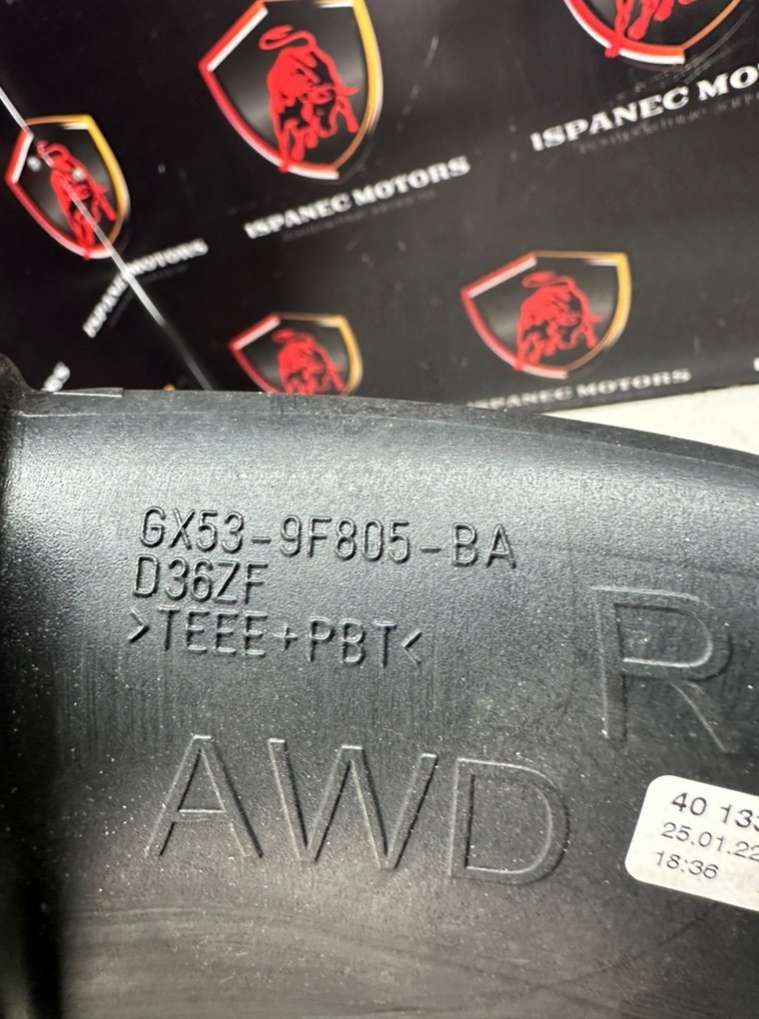 ISPANEC MOTORS
ISPANEC MO
ISPANEC MOTORS
ISPANEC MOTORS
GX53-9F805-BA
D36ZF
>TEEE+PBT<
R
AWD
40 133
25.01.22
18:36